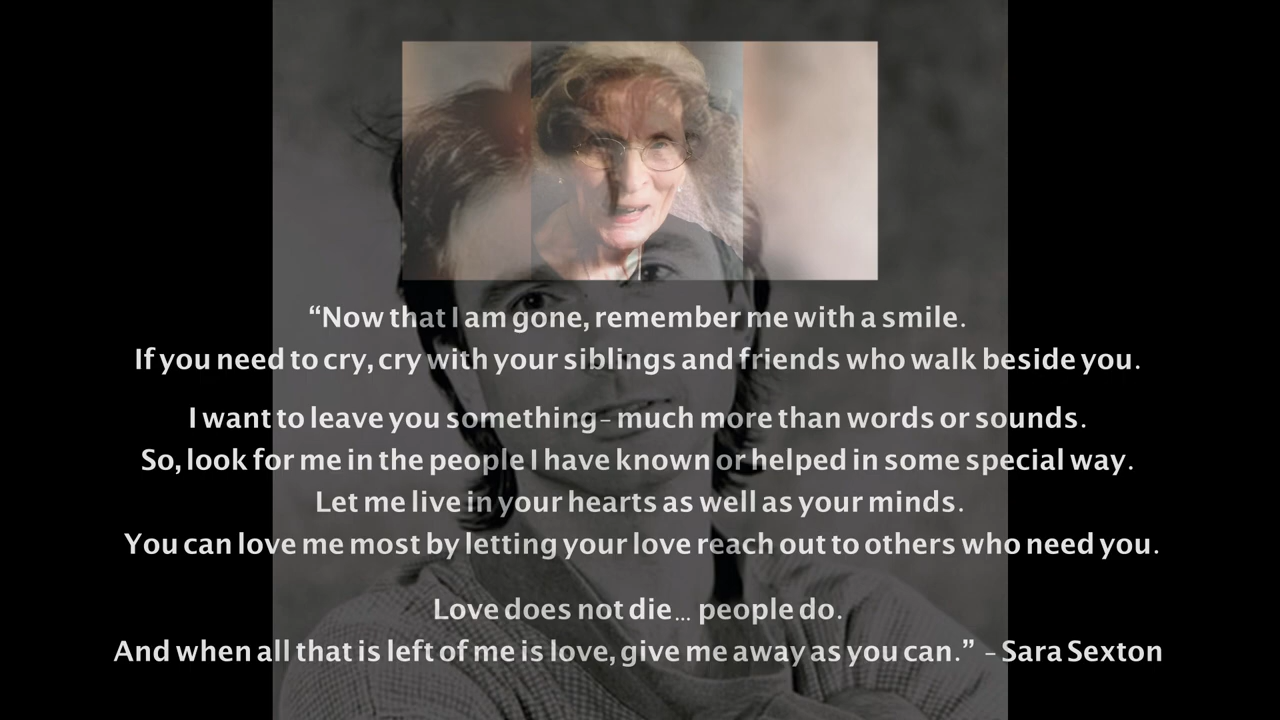 “Now that I am gone, remember me with a smile.
If you need to cry, cry with your siblings and friends who walk beside you.
I want to leave you something– much more than words or sounds.
So, look for me in the people I have known or helped in some special way.
Let me live in your hearts as well as your minds.
You can love me most by letting your love reach out to others who need you.
Love does not die... people do.
And when all that is left of me is love, give me away as you can.” – Sara Sexton